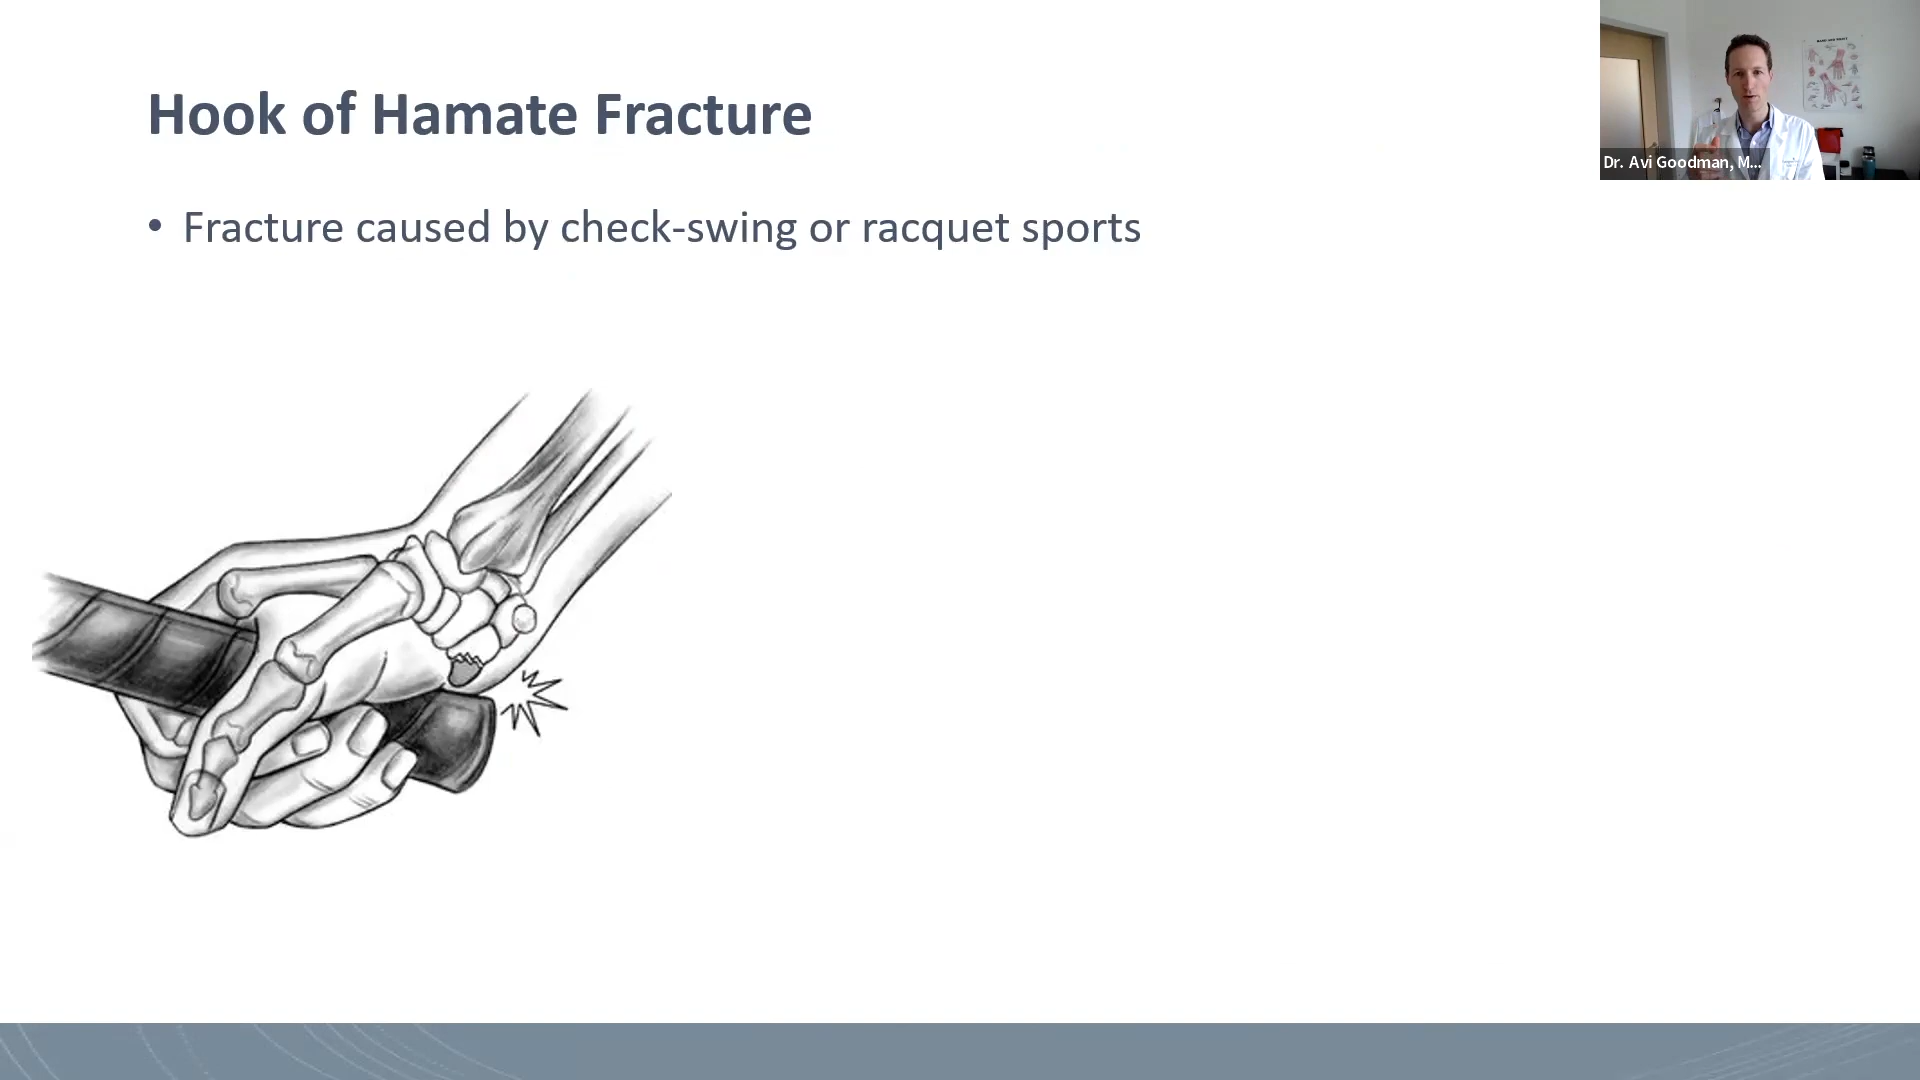 Hook of Hamate Fracture
• Fracture caused by check-swing or racquet sports
Dr. Avi Goodman, M...